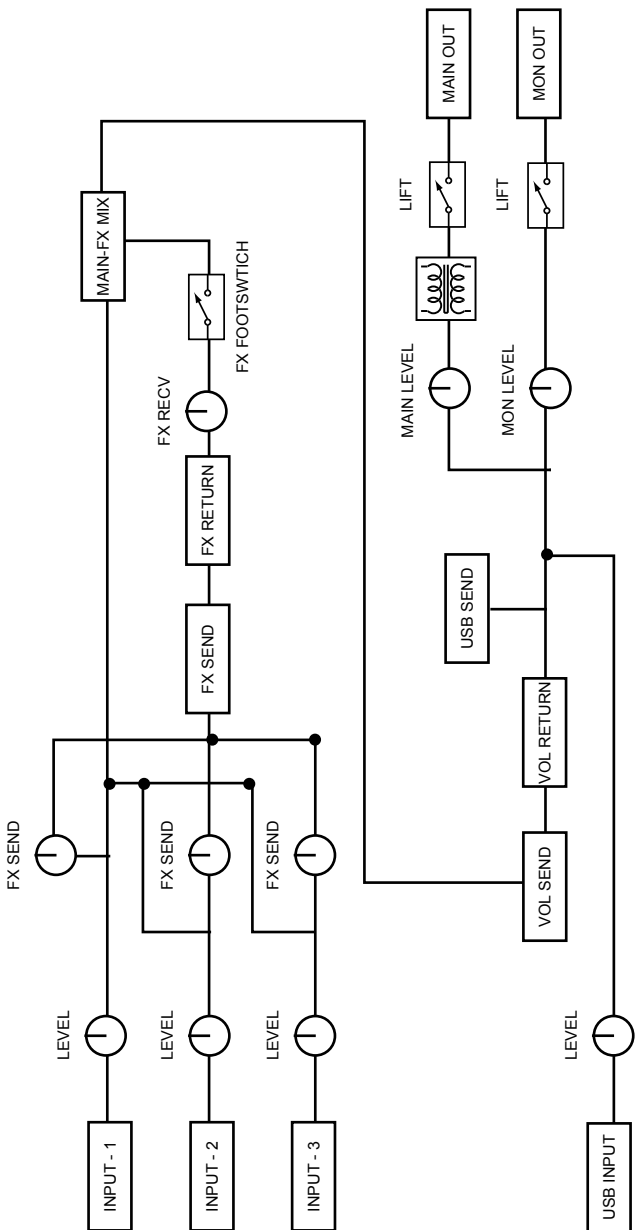 INPUT - 1
LEVEL
FX SEND
MAIN-FX MIX
INPUT - 2
LEVEL
FX SEND
FX SEND
FX RETURN
FX RECV
FX FOOTSWTICH
INPUT - 3
LEVEL
FX SEND
VOL SEND
VOL RETURN
USB SEND
MAIN LEVEL
LIFT
MAIN OUT
MON LEVEL
LIFT
MON OUT
USB INPUT
LEVEL